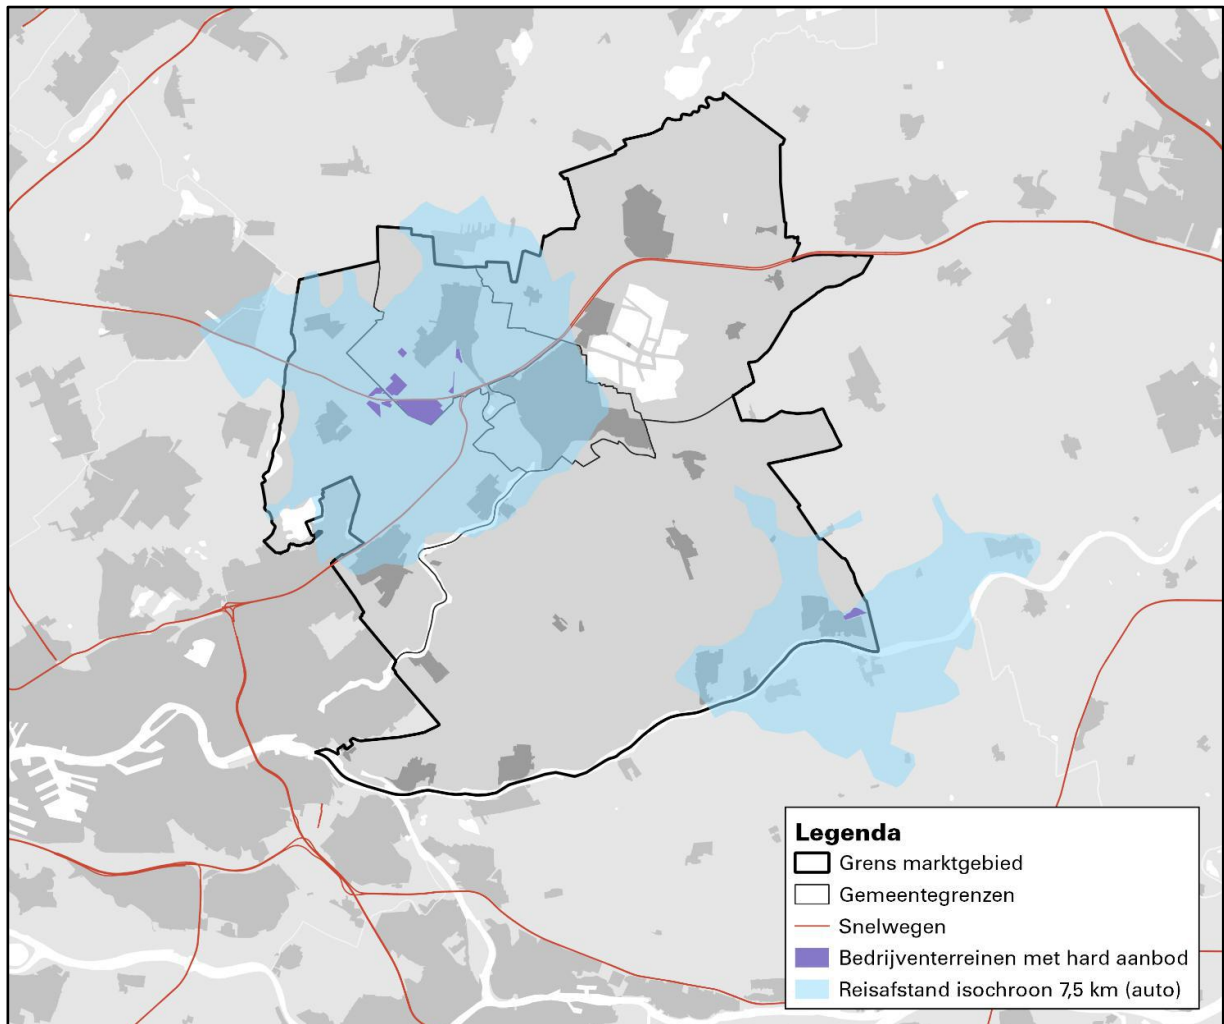 Legenda
Grens marktgebied
Gemeentegrenzen
Snelwegen
Bedrijventerreinen met hard aanbod
Reisafstand isochroon 7,5 km (auto)